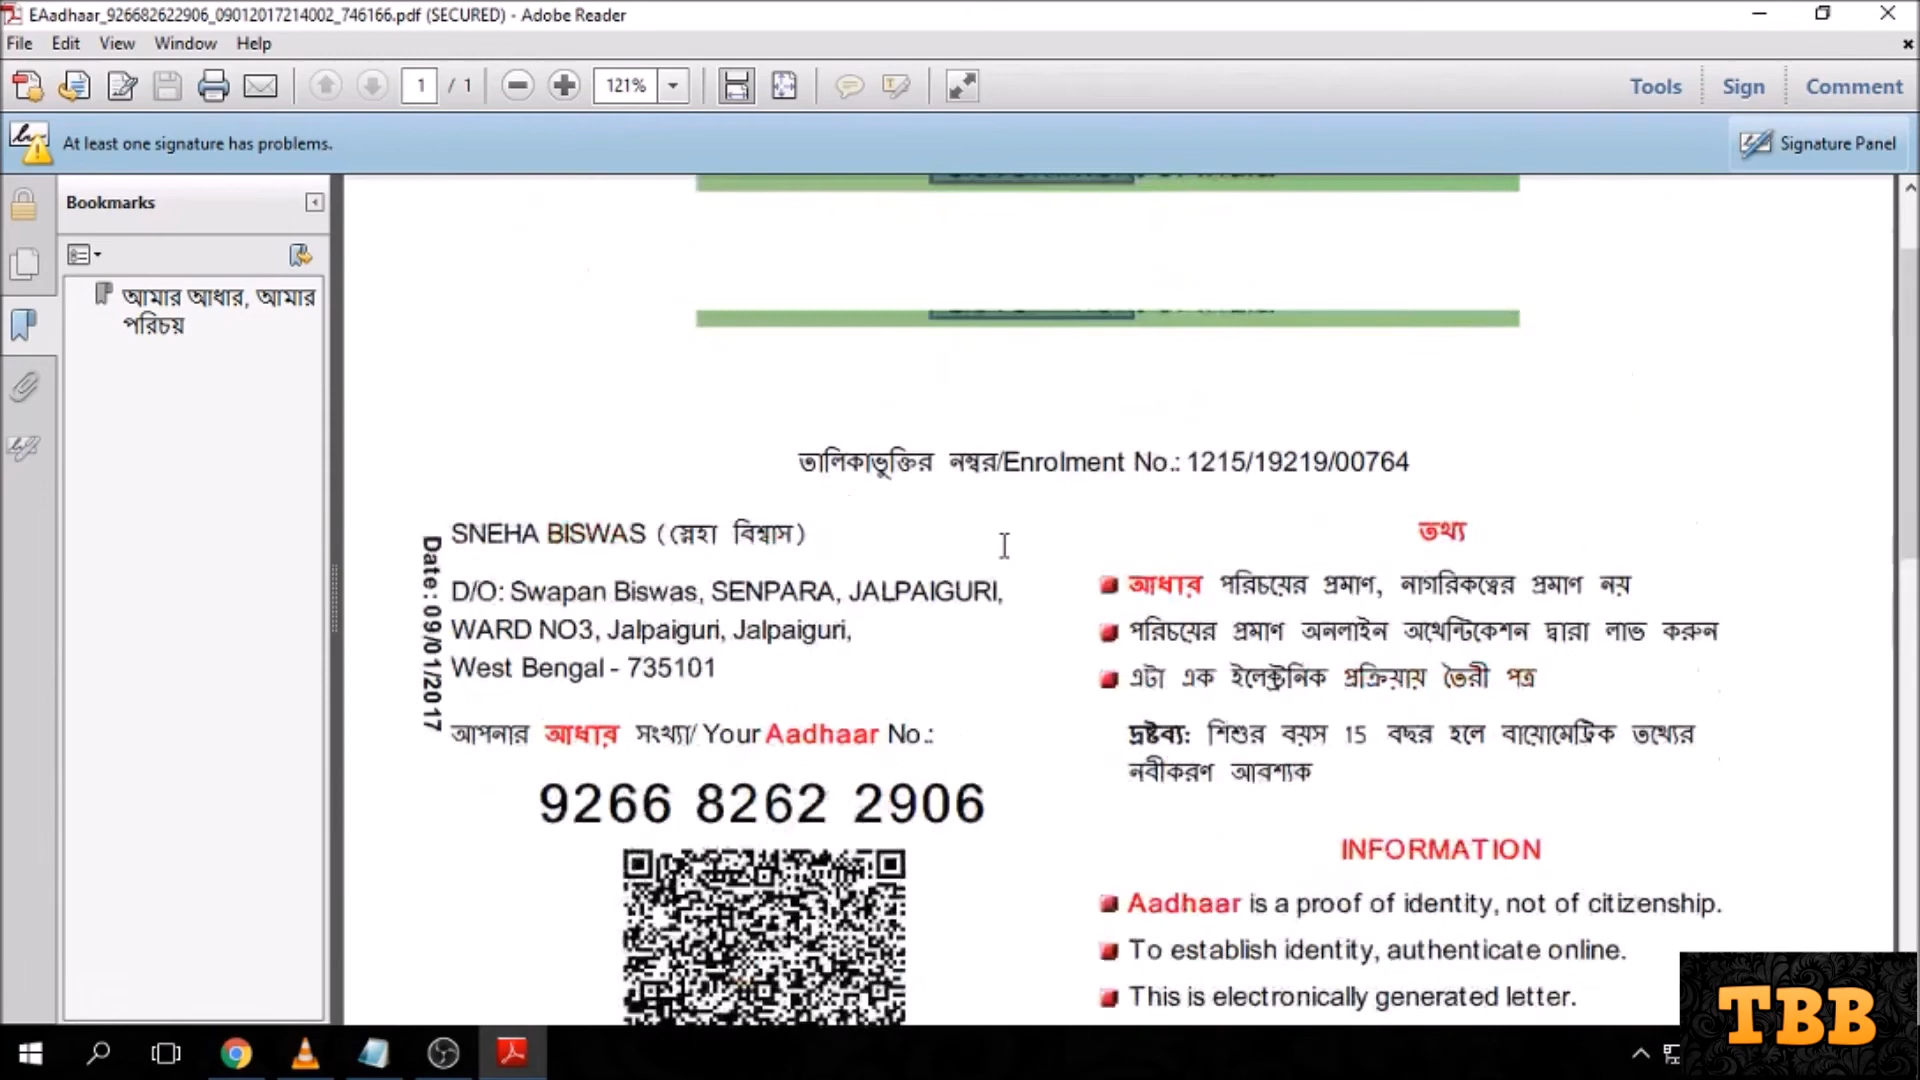 EAadhaar_926682622906_09012017214002_746166.pdf (SECURED) - Adobe Reader
File Edit View Window Help
1 / 1 121% Tools Sign Comment
At least one signature has problems. Signature Panel
Bookmarks
আমার আধার, আমার
পরিচয়
তালিকাভুক্তির নম্বর/Enrolment No.: 1215/19219/00764
Date: 09/01/2017
SNEHA BISWAS (স্নেহা বিশ্বাস)
D/O: Swapan Biswas, SENPARA, JALPAIGURI,
WARD NO3, Jalpaiguri, Jalpaiguri,
West Bengal - 735101
আপনার আধার সংখ্যা/ Your Aadhaar No.:
9266 8262 2906
তথ্য
আধার পরিচয়ের প্রমাণ, নাগরিকত্বের প্রমাণ নয়
পরিচয়ের প্রমাণ অনলাইন অথেন্টিকেশন দ্বারা লাভ করুন
এটা এক ইলেক্ট্রনিক প্রক্রিয়ায় তৈরী পত্র
দ্রষ্টব্য: শিশুর বয়স 15 বছর হলে বায়োমেট্রিক তথ্যের
নবীকরণ আবশ্যক
INFORMATION
Aadhaar is a proof of identity, not of citizenship.
To establish identity, authenticate online.
This is electronically generated letter.
TBB